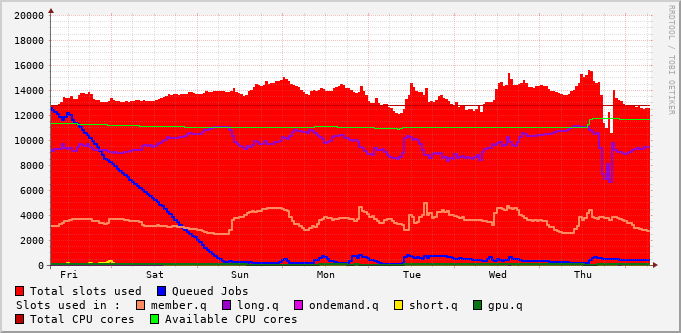 RRDTOOL / TOBI OETIKER
20000
18000
16000
14000
12000
10000
8000
6000
4000
2000
0
Fri Sat Sun Mon Tue Wed Thu
Total slots used Queued Jobs
Slots used in : member.q long.q ondemand.q short.q gpu.q
Total CPU cores Available CPU cores